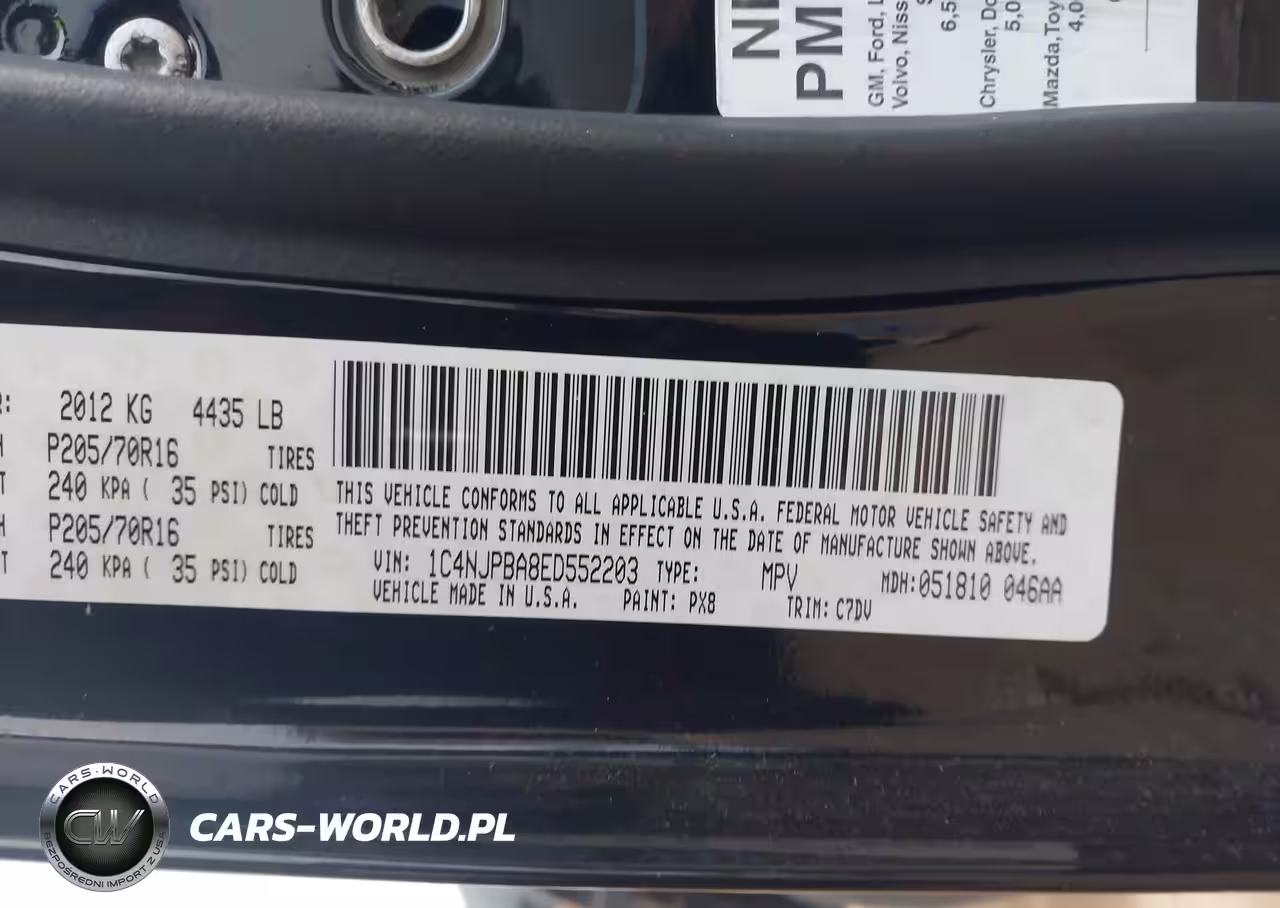 NE
PM
GM, Ford, L
Volvo, Niss
6,5
Chrysler, Do
5,0
Mazda,Toy
4,0
R: 2012 KG 4435 LB
H P205/70R16 TIRES
T 240 KPA ( 35 PSI) COLD
H P205/70R16 TIRES
T 240 KPA ( 35 PSI) COLD
THIS VEHICLE CONFORMS TO ALL APPLICABLE U.S.A. FEDERAL MOTOR VEHICLE SAFETY AND
THEFT PREVENTION STANDARDS IN EFFECT ON THE DATE OF MANUFACTURE SHOWN ABOVE.
VIN: 1C4NJPBA8ED552203 TYPE: MPV MDH:051810 046AA
VEHICLE MADE IN U.S.A. PAINT: PX8 TRIM: C7DV
CARS-WORLD
CW
BEZPOŚREDNI IMPORT Z USA
CARS-WORLD.PL